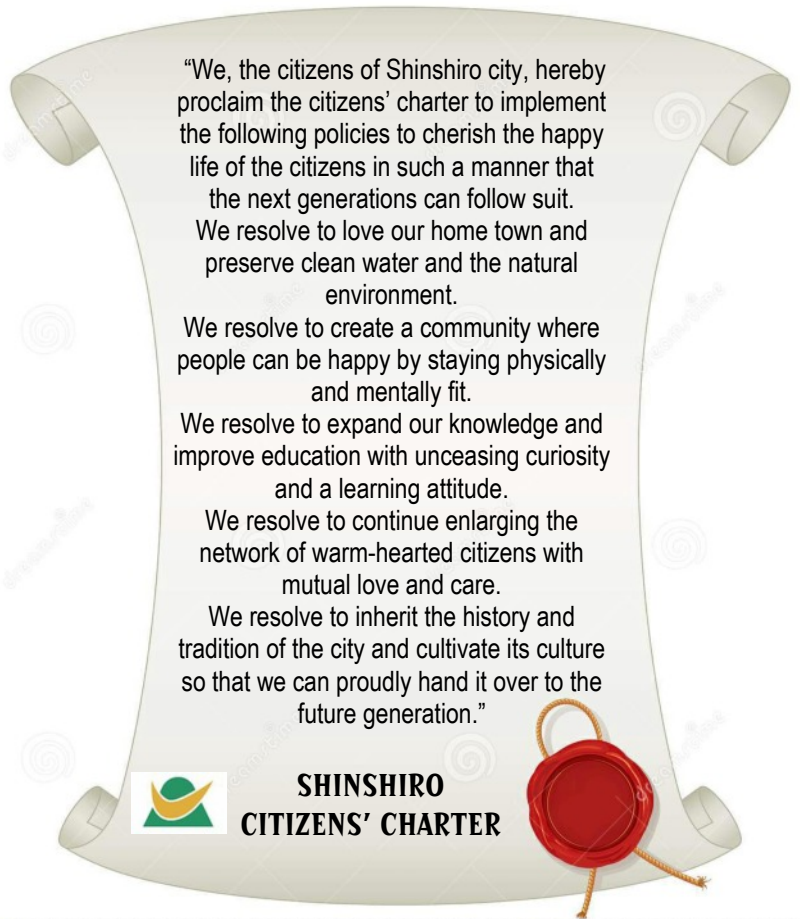 “We, the citizens of Shinshiro city, hereby
proclaim the citizens’ charter to implement
the following policies to cherish the happy
life of the citizens in such a manner that
the next generations can follow suit.
We resolve to love our home town and
preserve clean water and the natural
environment.
We resolve to create a community where
people can be happy by staying physically
and mentally fit.
We resolve to expand our knowledge and
improve education with unceasing curiosity
and a learning attitude.
We resolve to continue enlarging the
network of warm-hearted citizens with
mutual love and care.
We resolve to inherit the history and
tradition of the city and cultivate its culture
so that we can proudly hand it over to the
future generation.”
SHINSHIRO
CITIZENS’ CHARTER